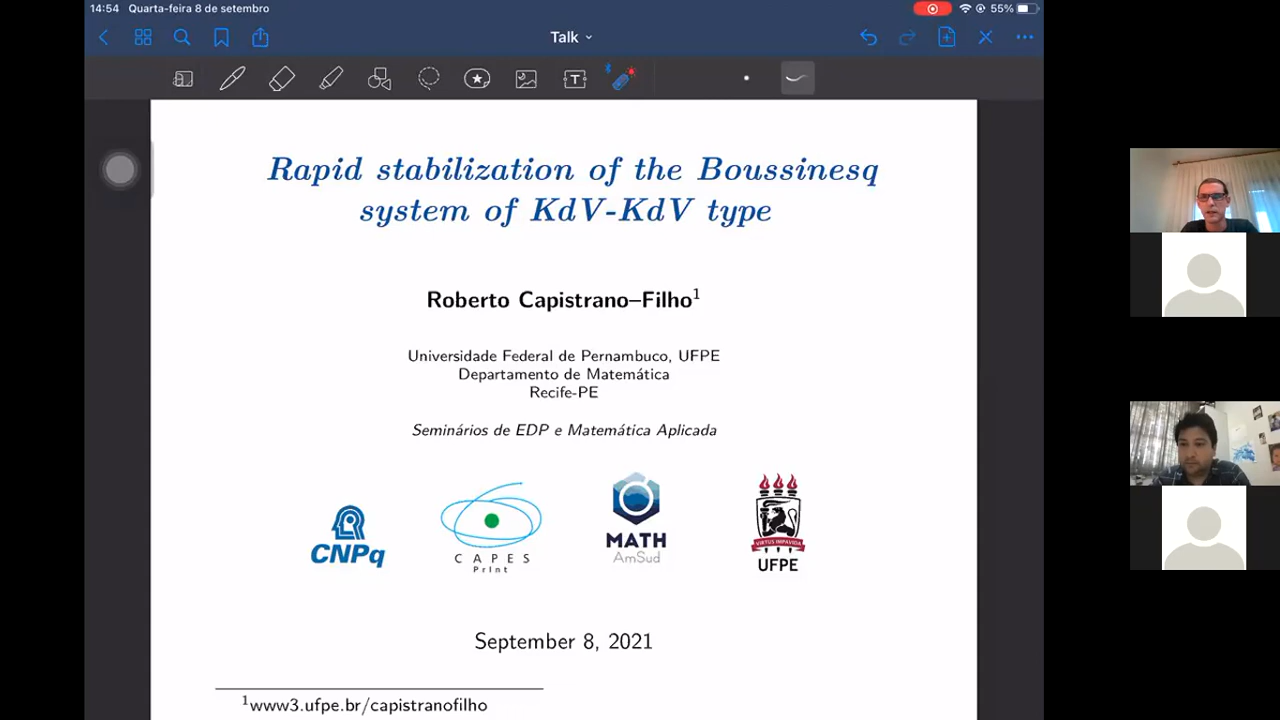 14:54 Quarta-feira 8 de setembro
55%
Talk
T
Rapid stabilization of the Boussinesq
system of KdV-KdV type
Roberto Capistrano–Filho¹
Universidade Federal de Pernambuco, UFPE
Departamento de Matemática
Recife-PE
Seminários de EDP e Matemática Aplicada
CNPq
CAPES
PrInt
MATH
AmSud
VIRTUS IMPAVIDA
UFPE
September 8, 2021
¹www3.ufpe.br/capistranofilho